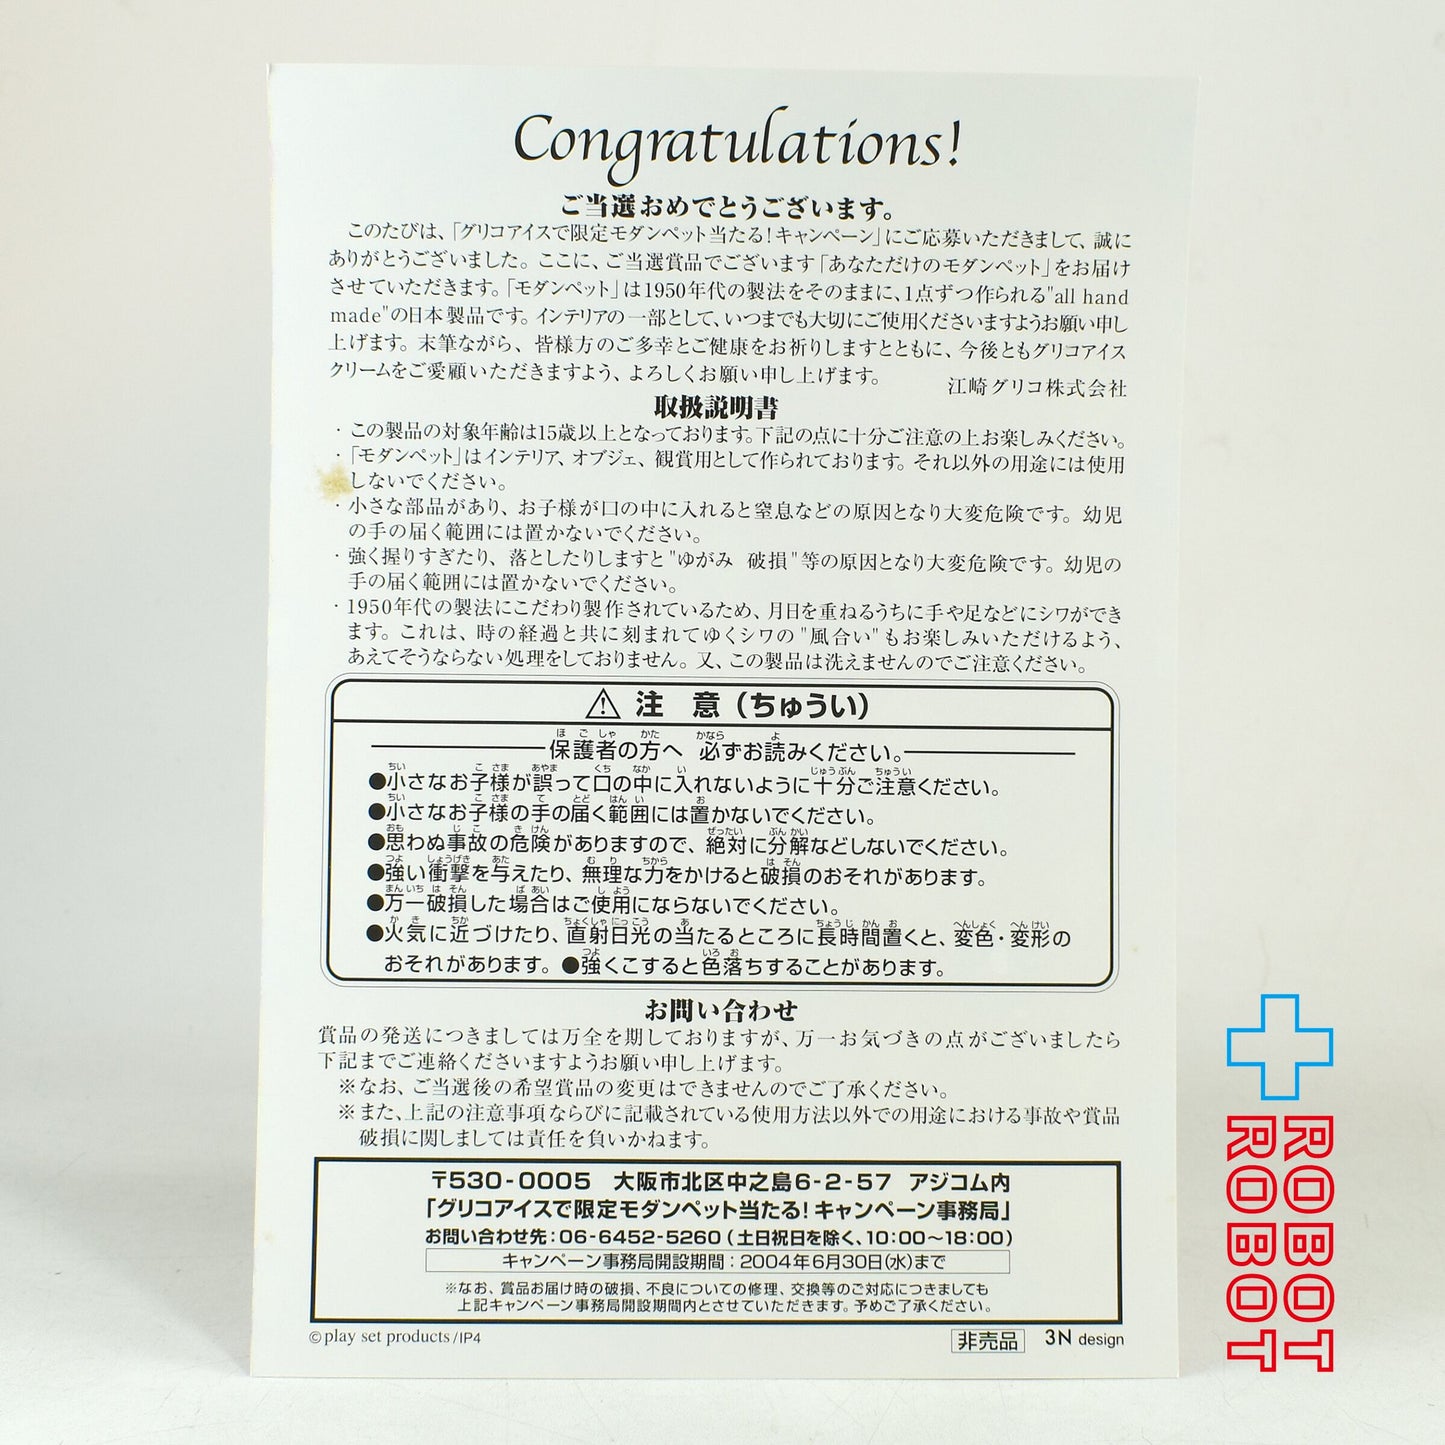 Congratulations!
ご当選おめでとうございます。
このたびは、「グリコアイスで限定モダンペット当たる!キャンペーン」にご応募いただきまして、誠に
ありがとうございました。ここに、ご当選賞品でございます「あなただけのモダンペット」をお届け
させていただきます。「モダンペット」は1950年代の製法をそのままに、1点ずつ作られる"all hand
made"の日本製品です。インテリアの一部として、いつまでも大切にご使用くださいますようお願い申し
上げます。末筆ながら、皆様方のご多幸とご健康をお祈りしますとともに、今後ともグリコアイス
クリームをご愛顧いただきますよう、よろしくお願い申し上げます。
江崎グリコ株式会社
取扱説明書
・この製品の対象年齢は15歳以上となっております。下記の点に十分ご注意の上お楽しみください。
・「モダンペット」はインテリア、オブジェ、観賞用として作られております。それ以外の用途には使用
しないでください。
・小さな部品があり、お子様が口の中に入れると窒息などの原因となり大変危険です。幼児
の手の届く範囲には置かないでください。
・強く握りすぎたり、落としたりしますと"ゆがみ 破損"等の原因となり大変危険です。幼児の
手の届く範囲には置かないでください。
・1950年代の製法にこだわり製作されているため、月日を重ねるうちに手や足などにシワができ
ます。これは、時の経過と共に刻まれてゆくシワの"風合い"もお楽しみいただけるよう、
あえてそうならない処理をしておりません。又、この製品は洗えませんのでご注意ください。
⚠ 注 意(ちゅうい)
保護者の方へ 必ずお読みください。
●小さなお子様が誤って口の中に入れないように十分ご注意ください。
●小さなお子様の手の届く範囲には置かないでください。
●思わぬ事故の危険がありますので、絶対に分解などしないでください。
●強い衝撃を与えたり、無理な力をかけると破損のおそれがあります。
●万一破損した場合はご使用にならないでください。
●火気に近づけたり、直射日光の当たるところに長時間置くと、変色・変形の
おそれがあります。●強くこすると色落ちすることがあります。
お問い合わせ
賞品の発送につきましては万全を期しておりますが、万一お気づきの点がございましたら
下記までご連絡くださいますようお願い申し上げます。
※なお、ご当選後の希望賞品の変更はできませんのでご了承ください。
※また、上記の注意事項ならびに記載されている使用方法以外での用途における事故や賞品
破損に関しましては責任を負いかねます。
〒530-0005 大阪市北区中之島6-2-57 アジコム内
「グリコアイスで限定モダンペット当たる!キャンペーン事務局」
お問い合わせ先:06-6452-5260(土日祝日を除く、10:00~18:00)
キャンペーン事務局開設期間:2004年6月30日(水)まで
※なお、賞品お届け時の破損、不良についての修理、交換等のご対応につきましても
上記キャンペーン事務局開設期間内とさせていただきます。予めご了承ください。
©play set products/IP4
非売品 3N design
ROBOT
ROBOT